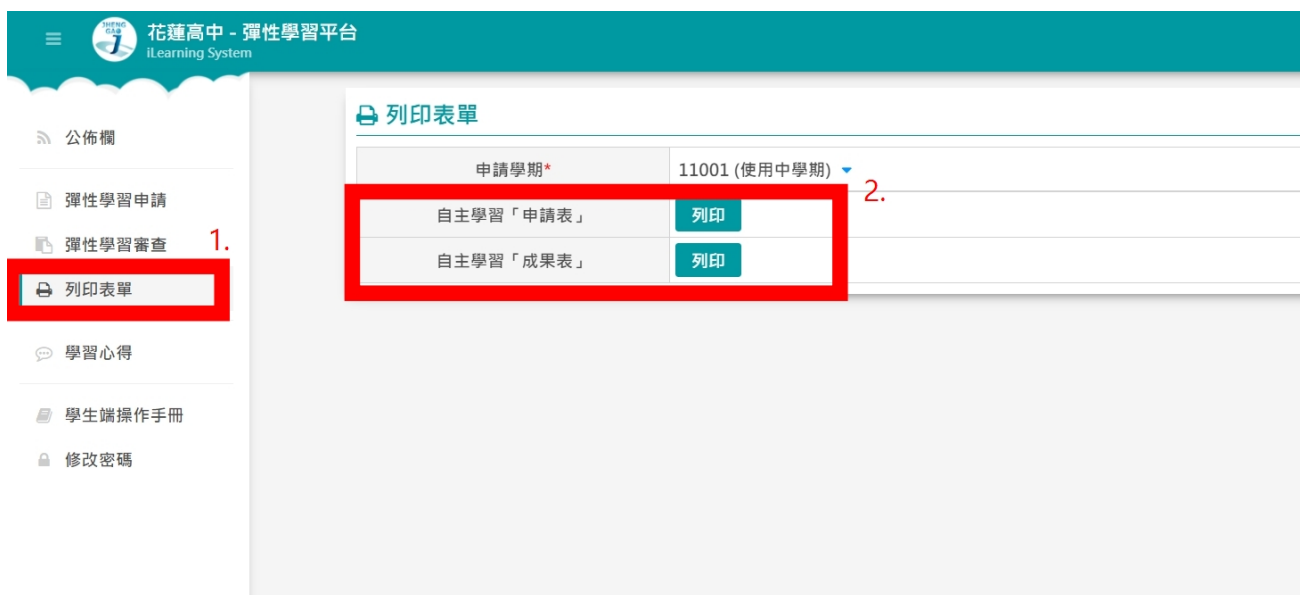 ZHENG
GAO
花蓮高中 - 彈性學習平台
iLearning System
公佈欄
彈性學習申請
彈性學習審查
1.
列印表單
學習心得
學生端操作手冊
修改密碼
列印表單
申請學期* 11001 (使用中學期)
2.
自主學習「申請表」 列印
自主學習「成果表」 列印